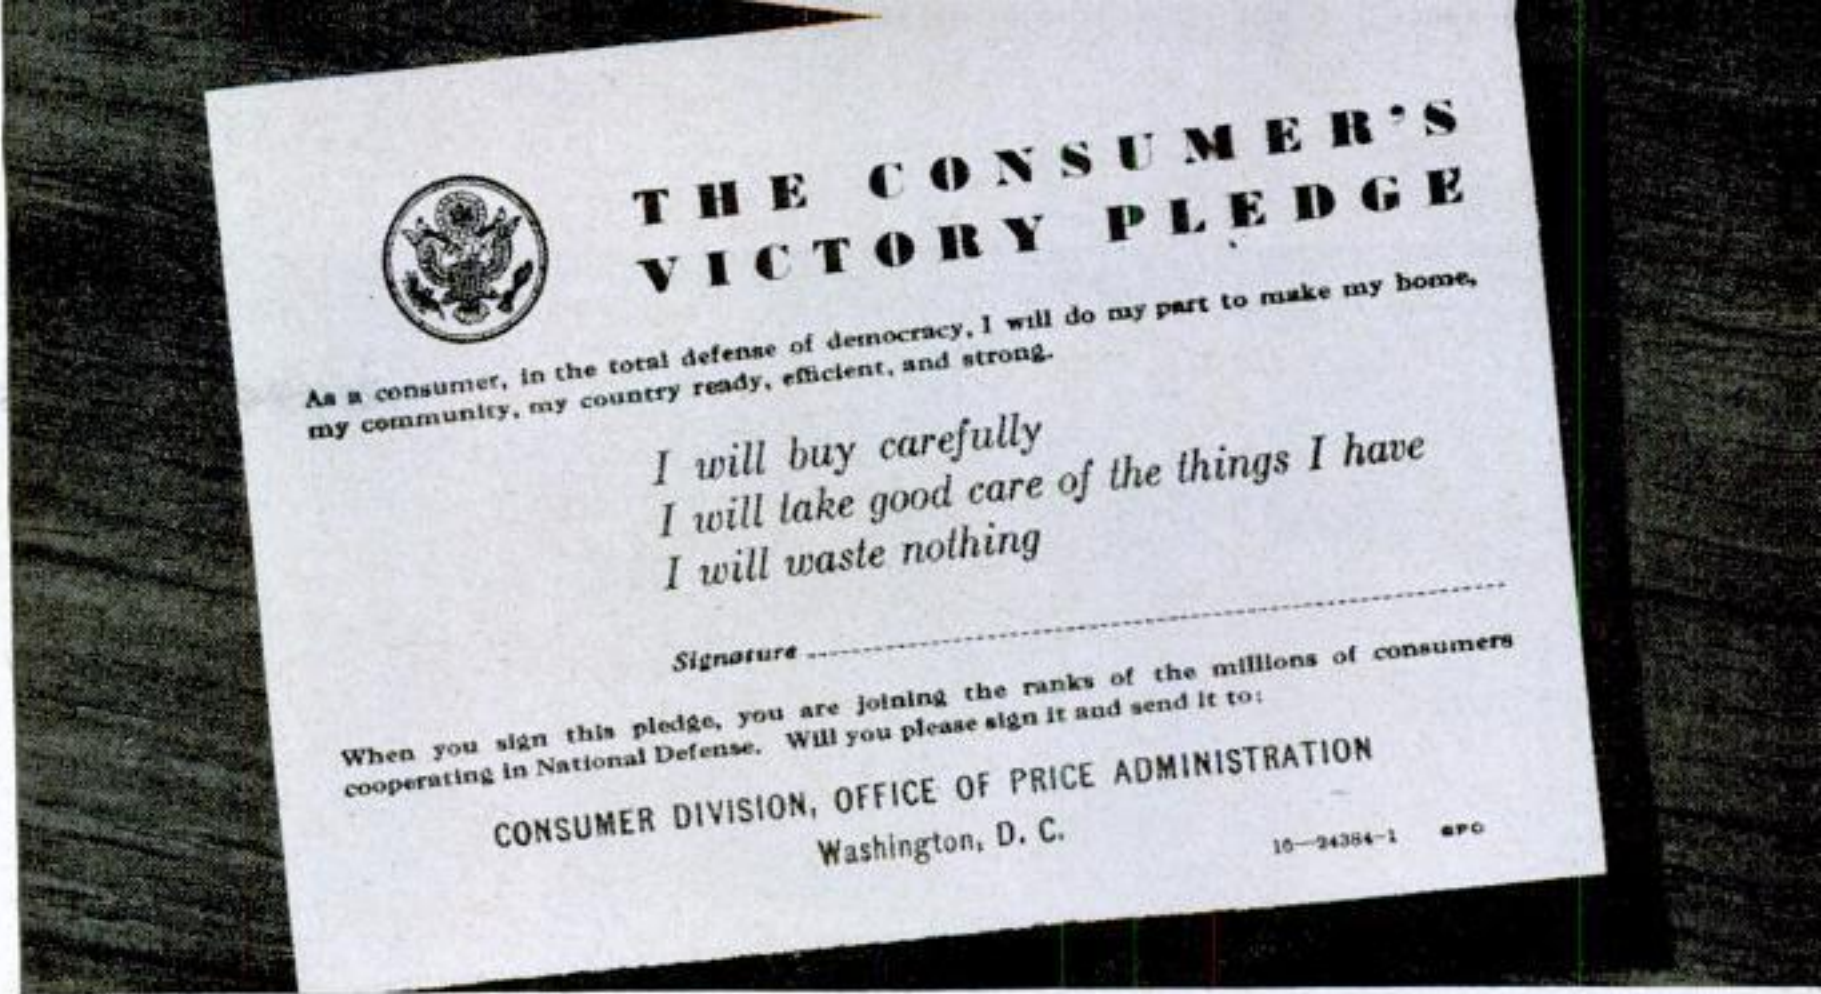 THE CONSUMER'S
VICTORY PLEDGE
As a consumer, in the total defense of democracy, I will do my part to make my home,
my community, my country ready, efficient, and strong.
I will buy carefully
I will take good care of the things I have
I will waste nothing
Signature
When you sign this pledge, you are joining the ranks of the millions of consumers
cooperating in National Defense. Will you please sign it and send it to:
CONSUMER DIVISION, OFFICE OF PRICE ADMINISTRATION
Washington, D. C.
16—24384-1 GPO